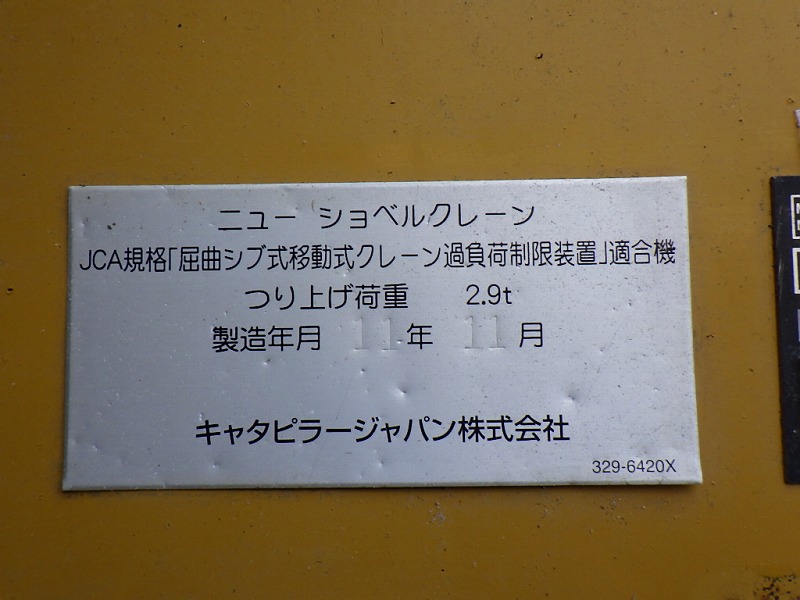 ニュー ショベルクレーン
JCA規格「屈曲ジブ式移動式クレーン過負荷制限装置」適合機
つり上げ荷重 2.9t
製造年月 11年 11月
キャタピラージャパン株式会社
329-6420X